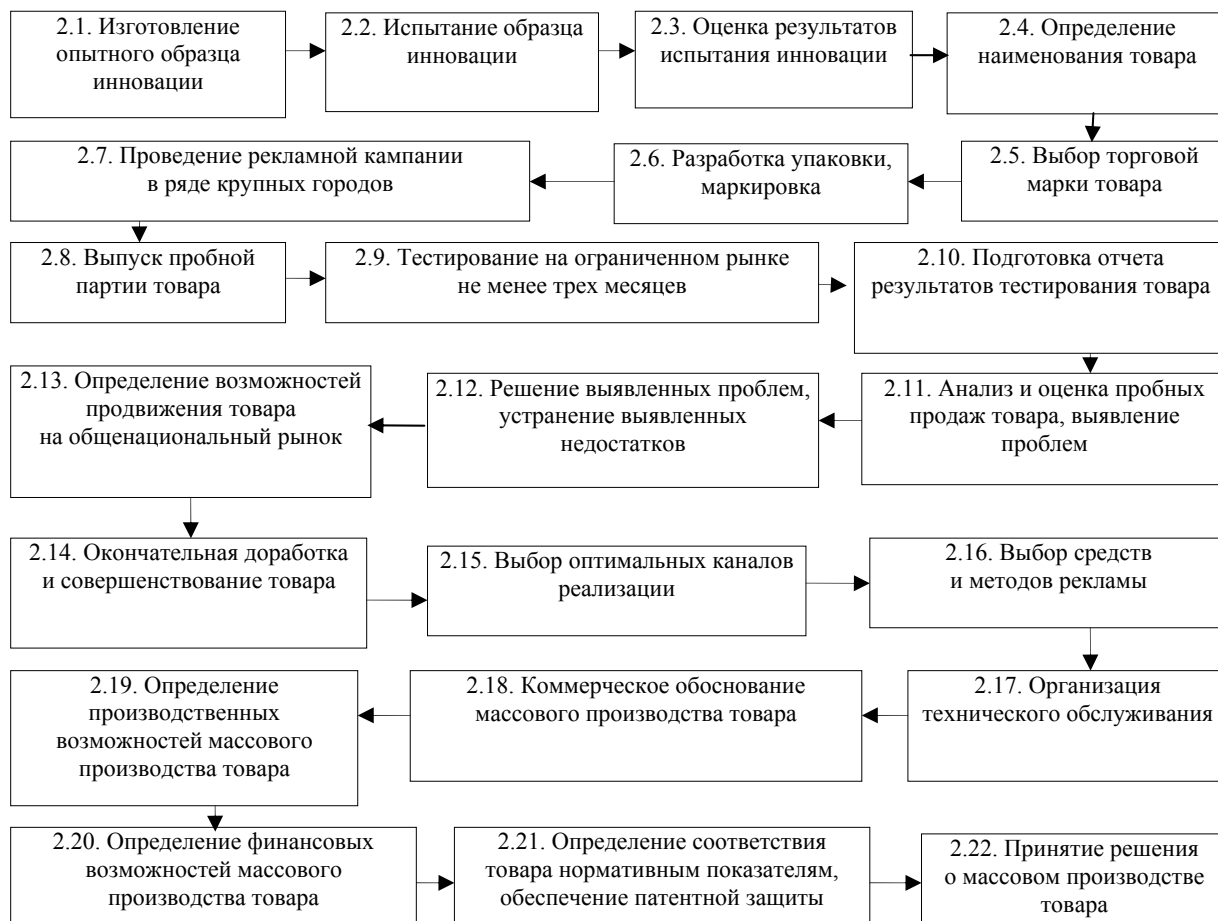 2.1. Изготовление
опытного образца
инновации
2.2. Испытание образца
инновации
2.3. Оценка результатов
испытания инновации
2.4. Определение
наименования товара
2.5. Выбор торговой
марки товара
2.6. Разработка упаковки,
маркировка
2.7. Проведение рекламной кампании
в ряде крупных городов
2.8. Выпуск пробной
партии товара
2.9. Тестирование на ограниченном рынке
не менее трех месяцев
2.10. Подготовка отчета
результатов тестирования товара
2.11. Анализ и оценка пробных
продаж товара, выявление
проблем
2.12. Решение выявленных проблем,
устранение выявленных
недостатков
2.13. Определение возможностей
продвижения товара
на общенациональный рынок
2.14. Окончательная доработка
и совершенствование товара
2.15. Выбор оптимальных каналов
реализации
2.16. Выбор средств
и методов рекламы
2.17. Организация
технического обслуживания
2.18. Коммерческое обоснование
массового производства товара
2.19. Определение
производственных
возможностей массового
производства товара
2.20. Определение финансовых
возможностей массового
производства товара
2.21. Определение соответствия
товара нормативным показателям,
обеспечение патентной защиты
2.22. Принятие решения
о массовом производстве
товара